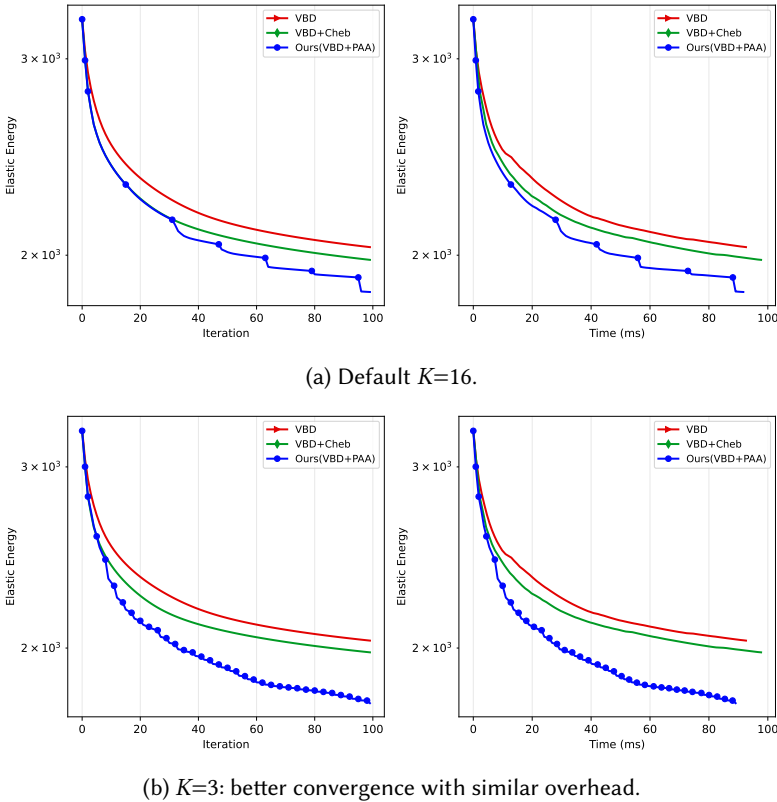 3 × 10³
2 × 10³
Elastic Energy
0 20 40 60 80 100
Iteration
VBD
VBD+Cheb
Ours(VBD+PAA)
3 × 10³
2 × 10³
Elastic Energy
0 20 40 60 80 100
Time (ms)
VBD
VBD+Cheb
Ours(VBD+PAA)
(a) Default K=16.
3 × 10³
2 × 10³
Elastic Energy
0 20 40 60 80 100
Iteration
VBD
VBD+Cheb
Ours(VBD+PAA)
3 × 10³
2 × 10³
Elastic Energy
0 20 40 60 80 100
Time (ms)
VBD
VBD+Cheb
Ours(VBD+PAA)
(b) K=3: better convergence with similar overhead.